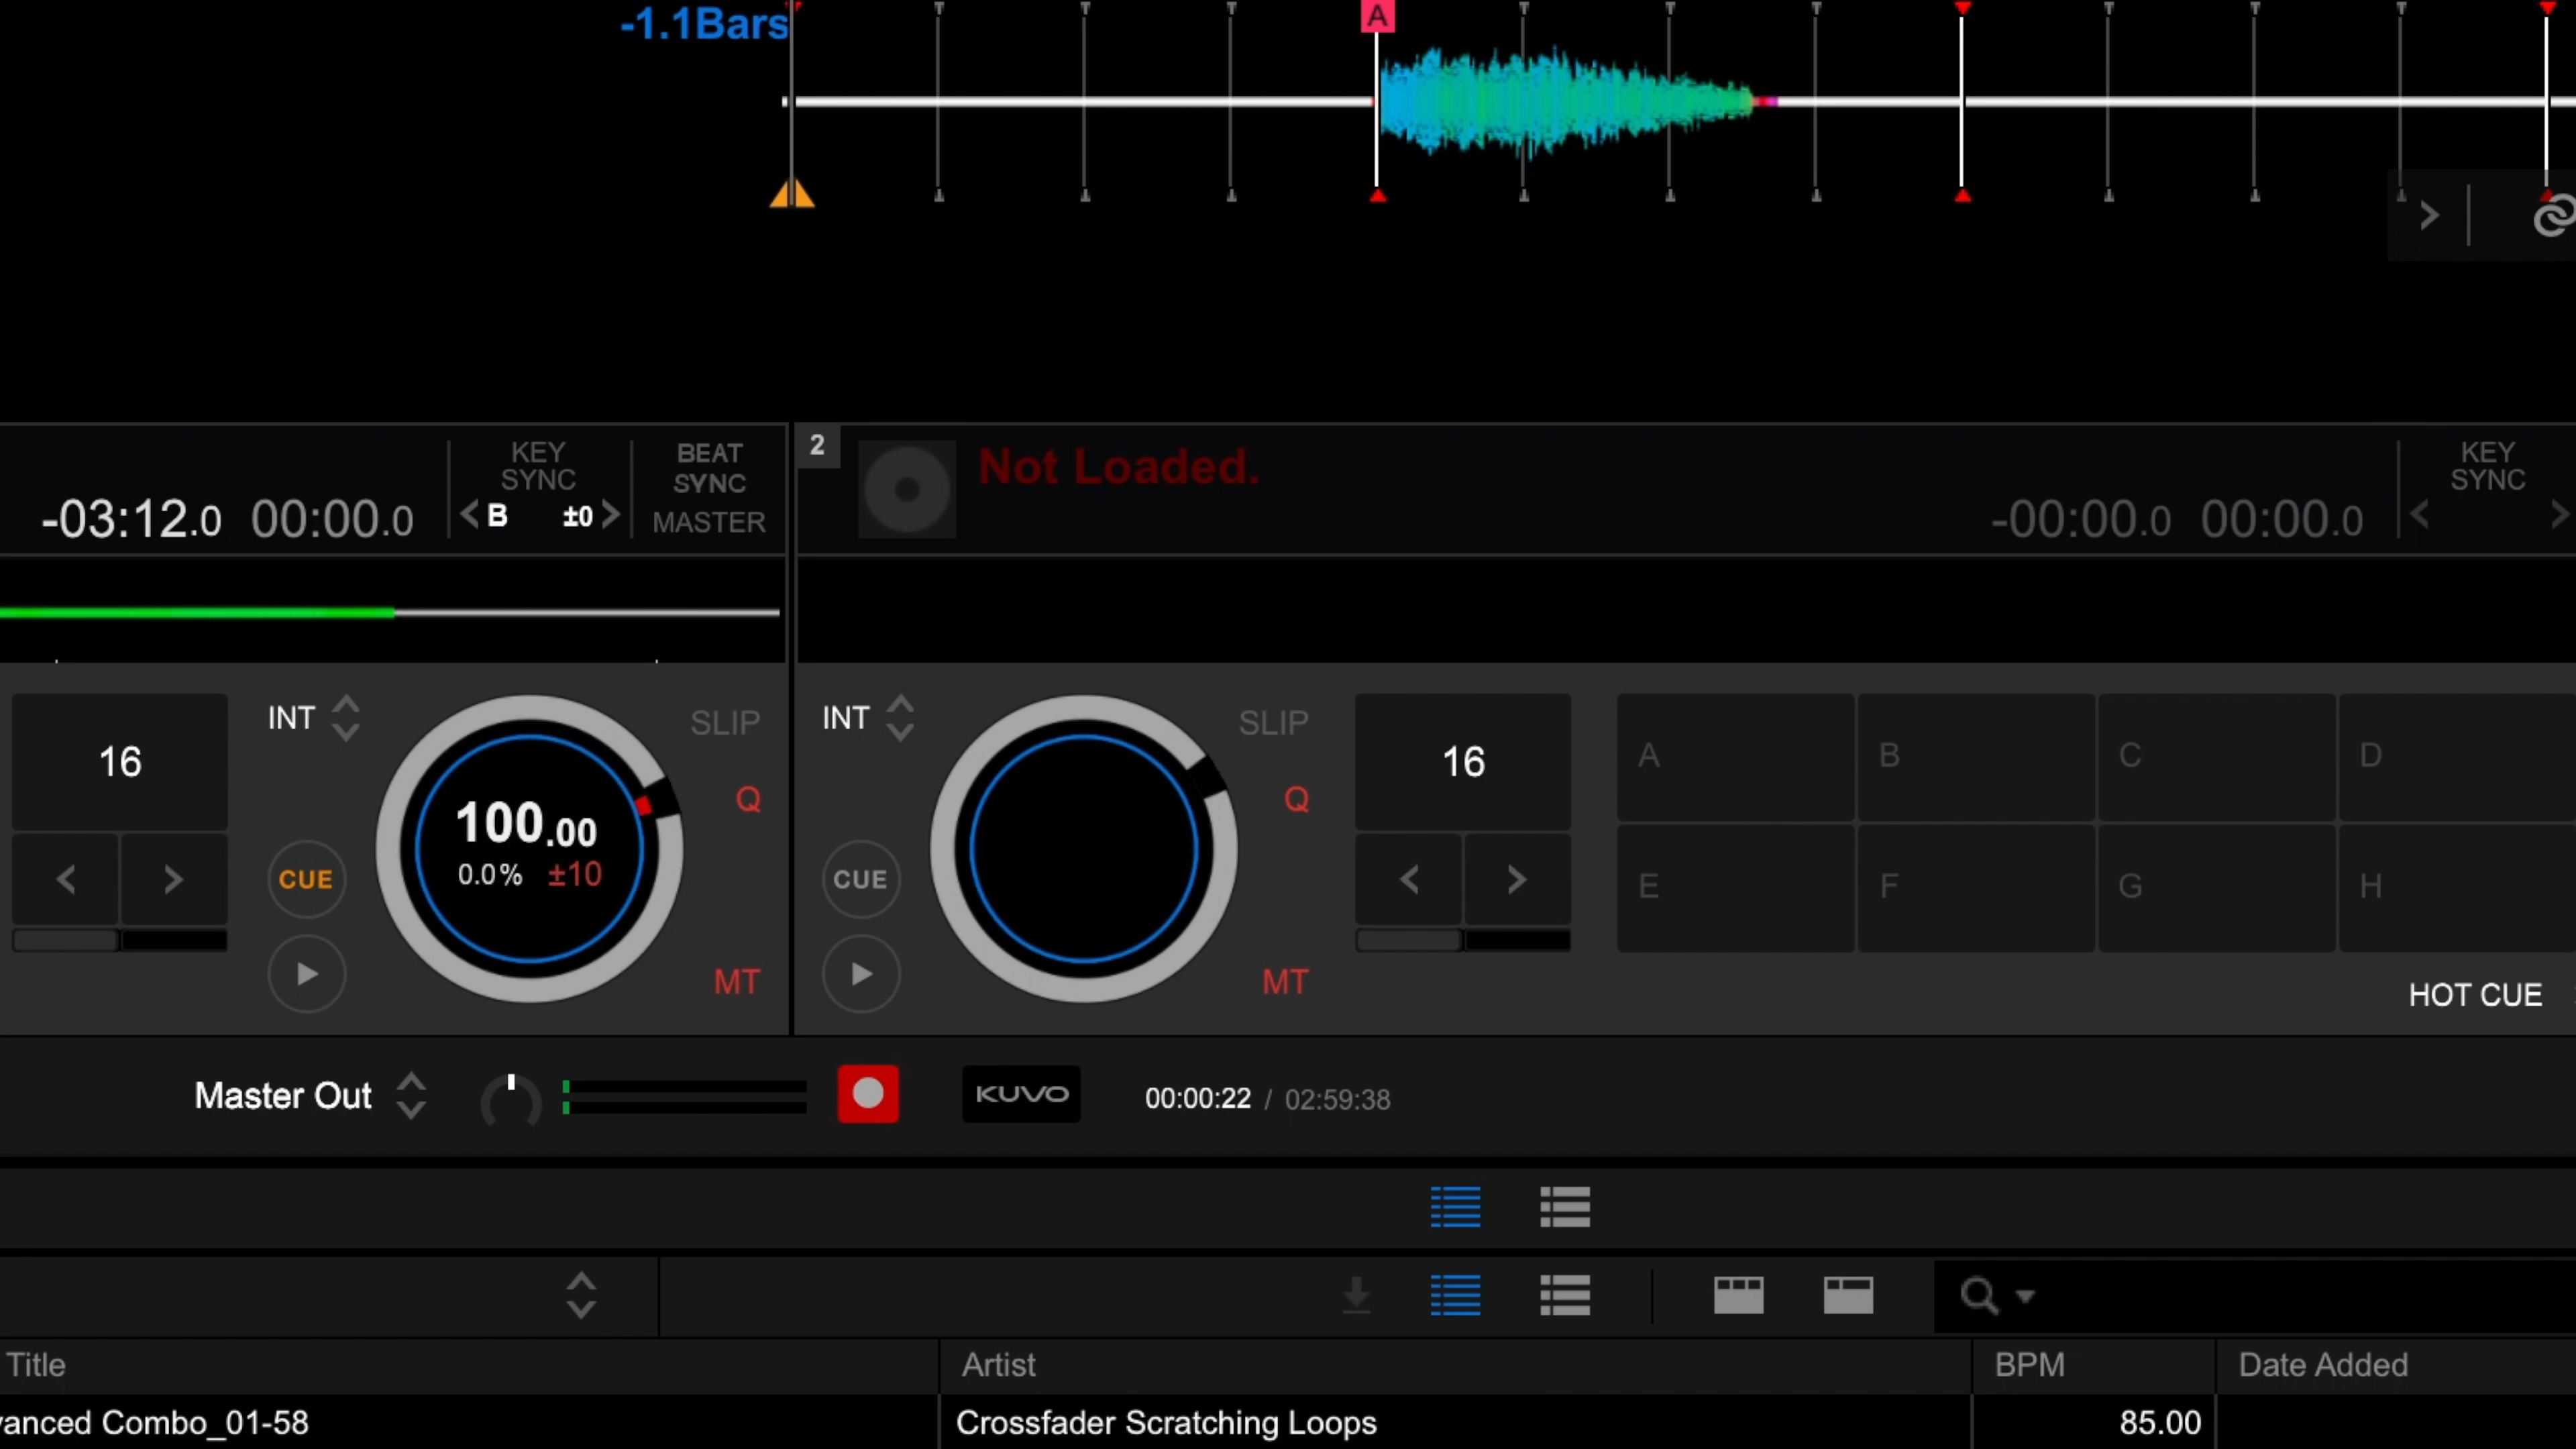 -1.1Bars
A
-03:12.0 00:00.0
KEY
SYNC
B ±0
BEAT
SYNC
MASTER
2
Not Loaded.
-00:00.0 00:00.0
KEY
SYNC
16
INT
SLIP
100.00
0.0% ±10
Q
CUE
MT
INT
SLIP
Q
CUE
MT
16
A B C D
E F G H
HOT CUE
Master Out
KUVO
00:00:22 / 02:59:38
Title Artist BPM Date Added
vanced Combo_01-58 Crossfader Scratching Loops 85.00